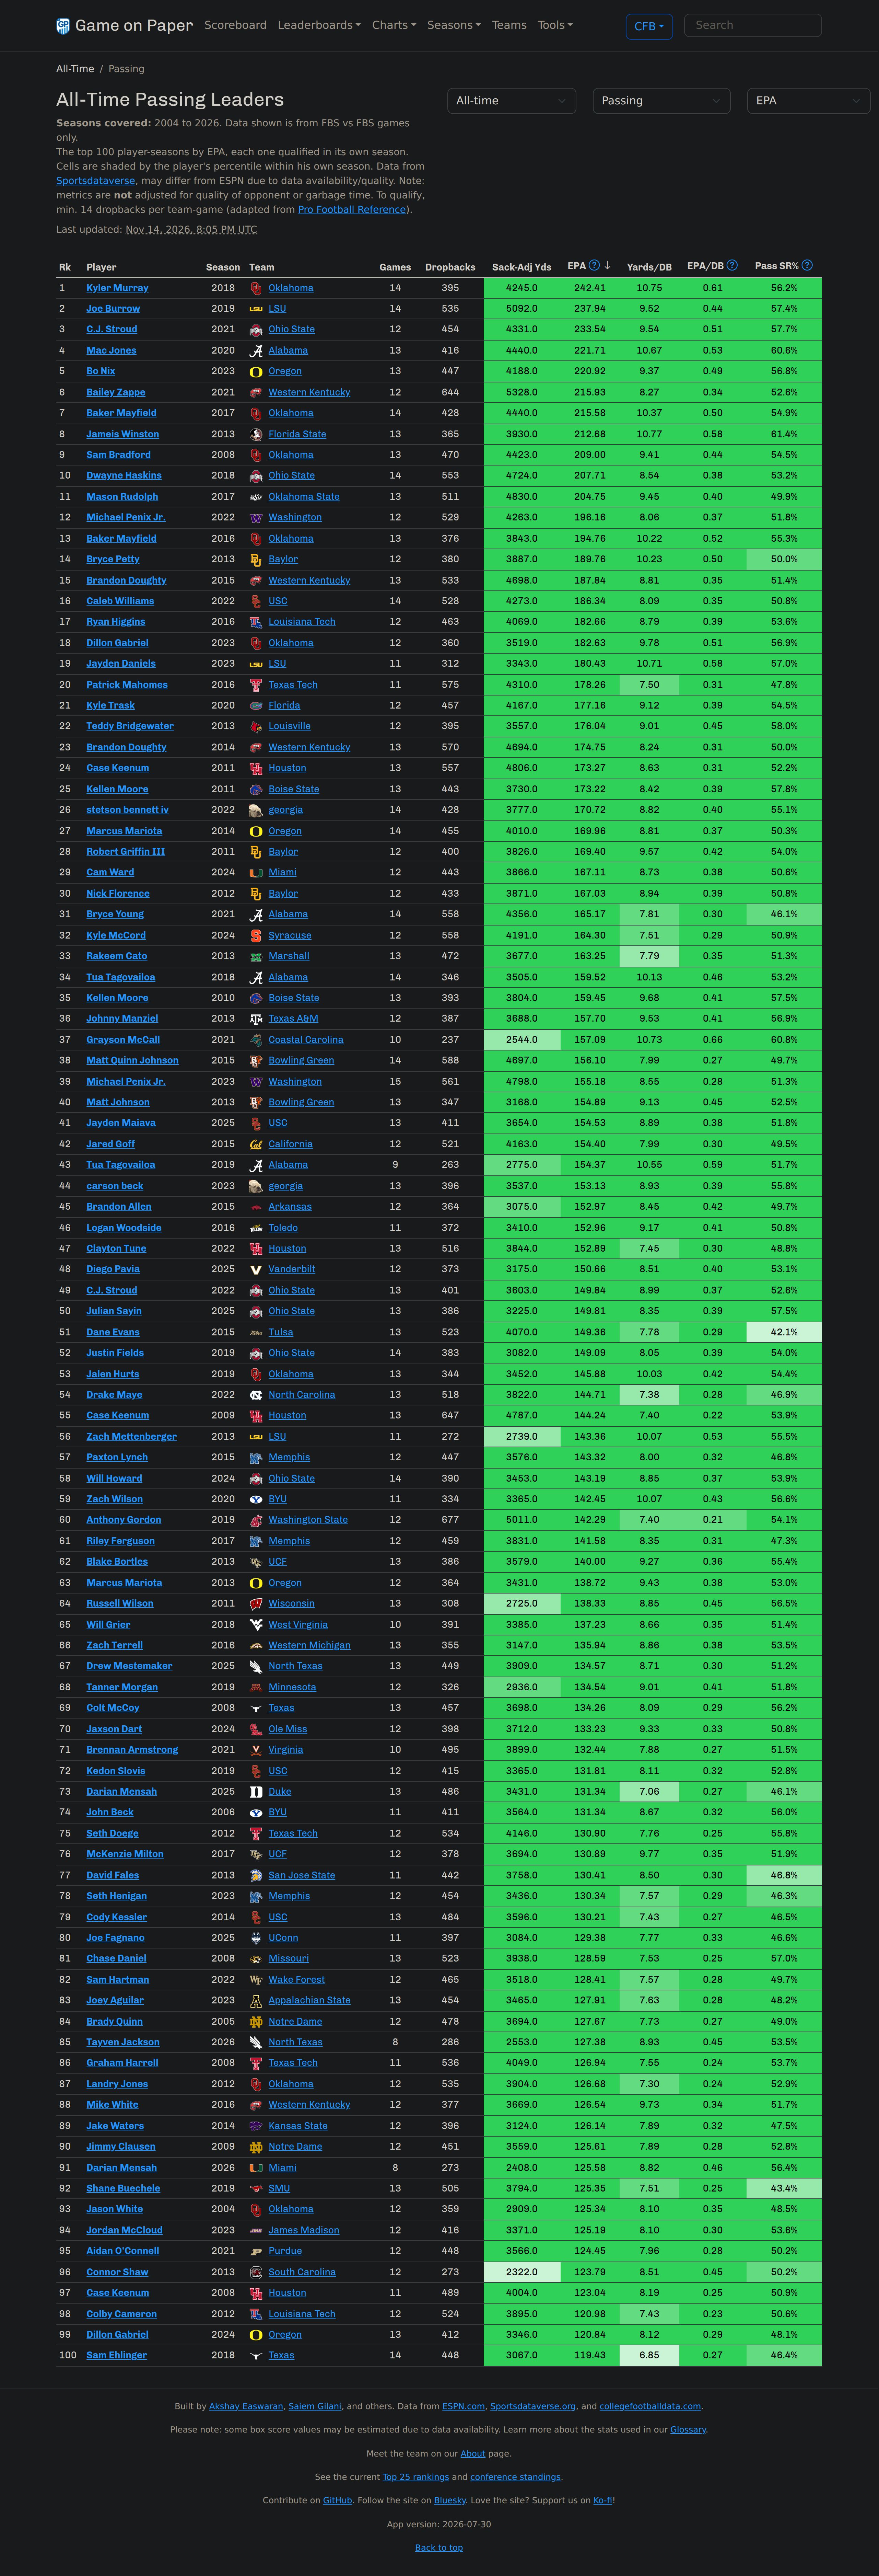 Game on Paper Scoreboard Leaderboards Charts Seasons Teams Tools CFB Search
All-Time / Passing
All-Time Passing Leaders
All-time Passing EPA
Seasons covered: 2004 to 2026. Data shown is from FBS vs FBS games
only.
The top 100 player-seasons by EPA, each one qualified in its own season.
Cells are shaded by the player's percentile within his own season. Data from
Sportsdataverse, may differ from ESPN due to data availability/quality. Note:
metrics are not adjusted for quality of opponent or garbage time. To qualify,
min. 14 dropbacks per team-game (adapted from Pro Football Reference).
Last updated: Nov 14, 2026, 8:05 PM UTC
Rk Player Season Team Games Dropbacks Sack-Adj Yds EPA ? ↓ Yards/DB EPA/DB ? Pass SR% ?
1 Kyler Murray 2018 Oklahoma 14 395 4245.0 242.41 10.75 0.61 56.2%
2 Joe Burrow 2019 LSU 14 535 5092.0 237.94 9.52 0.44 57.4%
3 C.J. Stroud 2021 Ohio State 12 454 4331.0 233.54 9.54 0.51 57.7%
4 Mac Jones 2020 Alabama 13 416 4440.0 221.71 10.67 0.53 60.6%
5 Bo Nix 2023 Oregon 13 447 4188.0 220.92 9.37 0.49 56.8%
6 Bailey Zappe 2021 Western Kentucky 12 644 5328.0 215.93 8.27 0.34 52.6%
7 Baker Mayfield 2017 Oklahoma 14 428 4440.0 215.58 10.37 0.50 54.9%
8 Jameis Winston 2013 Florida State 13 365 3930.0 212.68 10.77 0.58 61.4%
9 Sam Bradford 2008 Oklahoma 13 470 4423.0 209.00 9.41 0.44 54.5%
10 Dwayne Haskins 2018 Ohio State 14 553 4724.0 207.71 8.54 0.38 53.2%
11 Mason Rudolph 2017 Oklahoma State 13 511 4830.0 204.75 9.45 0.40 49.9%
12 Michael Penix Jr. 2022 Washington 12 529 4263.0 196.16 8.06 0.37 51.8%
13 Baker Mayfield 2016 Oklahoma 13 376 3843.0 194.76 10.22 0.52 55.3%
14 Bryce Petty 2013 Baylor 12 380 3887.0 189.76 10.23 0.50 50.0%
15 Brandon Doughty 2015 Western Kentucky 13 533 4698.0 187.84 8.81 0.35 51.4%
16 Caleb Williams 2022 USC 14 528 4273.0 186.34 8.09 0.35 50.8%
17 Ryan Higgins 2016 Louisiana Tech 12 463 4069.0 182.66 8.79 0.39 53.6%
18 Dillon Gabriel 2023 Oklahoma 12 360 3519.0 182.63 9.78 0.51 56.9%
19 Jayden Daniels 2023 LSU 11 312 3343.0 180.43 10.71 0.58 57.0%
20 Patrick Mahomes 2016 Texas Tech 11 575 4310.0 178.26 7.50 0.31 47.8%
21 Kyle Trask 2020 Florida 12 457 4167.0 177.16 9.12 0.39 54.5%
22 Teddy Bridgewater 2013 Louisville 12 395 3557.0 176.04 9.01 0.45 58.0%
23 Brandon Doughty 2014 Western Kentucky 13 570 4694.0 174.75 8.24 0.31 50.0%
24 Case Keenum 2011 Houston 13 557 4806.0 173.27 8.63 0.31 52.2%
25 Kellen Moore 2011 Boise State 13 443 3730.0 173.22 8.42 0.39 57.8%
26 stetson bennett iv 2022 georgia 14 428 3777.0 170.72 8.82 0.40 55.1%
27 Marcus Mariota 2014 Oregon 14 455 4010.0 169.96 8.81 0.37 50.3%
28 Robert Griffin III 2011 Baylor 12 400 3826.0 169.40 9.57 0.42 54.0%
29 Cam Ward 2024 Miami 12 443 3866.0 167.11 8.73 0.38 50.6%
30 Nick Florence 2012 Baylor 12 433 3871.0 167.03 8.94 0.39 50.8%
31 Bryce Young 2021 Alabama 14 558 4356.0 165.17 7.81 0.30 46.1%
32 Kyle McCord 2024 Syracuse 12 558 4191.0 164.30 7.51 0.29 50.9%
33 Rakeem Cato 2013 Marshall 13 472 3677.0 163.25 7.79 0.35 51.3%
34 Tua Tagovailoa 2018 Alabama 14 346 3505.0 159.52 10.13 0.46 53.2%
35 Kellen Moore 2010 Boise State 13 393 3804.0 159.45 9.68 0.41 57.5%
36 Johnny Manziel 2013 Texas A&M 12 387 3688.0 157.70 9.53 0.41 56.9%
37 Grayson McCall 2021 Coastal Carolina 10 237 2544.0 157.09 10.73 0.66 60.8%
38 Matt Quinn Johnson 2015 Bowling Green 14 588 4697.0 156.10 7.99 0.27 49.7%
39 Michael Penix Jr. 2023 Washington 15 561 4798.0 155.18 8.55 0.28 51.3%
40 Matt Johnson 2013 Bowling Green 13 347 3168.0 154.89 9.13 0.45 52.5%
41 Jayden Maiava 2025 USC 13 411 3654.0 154.53 8.89 0.38 51.8%
42 Jared Goff 2015 California 12 521 4163.0 154.40 7.99 0.30 49.5%
43 Tua Tagovailoa 2019 Alabama 9 263 2775.0 154.37 10.55 0.59 51.7%
44 carson beck 2023 georgia 13 396 3537.0 153.13 8.93 0.39 55.8%
45 Brandon Allen 2015 Arkansas 12 364 3075.0 152.97 8.45 0.42 49.7%
46 Logan Woodside 2016 Toledo 11 372 3410.0 152.96 9.17 0.41 50.8%
47 Clayton Tune 2022 Houston 13 516 3844.0 152.89 7.45 0.30 48.8%
48 Diego Pavia 2025 Vanderbilt 12 373 3175.0 150.66 8.51 0.40 53.1%
49 C.J. Stroud 2022 Ohio State 13 401 3603.0 149.84 8.99 0.37 52.6%
50 Julian Sayin 2025 Ohio State 13 386 3225.0 149.81 8.35 0.39 57.5%
51 Dane Evans 2015 Tulsa 13 523 4070.0 149.36 7.78 0.29 42.1%
52 Justin Fields 2019 Ohio State 14 383 3082.0 149.09 8.05 0.39 54.0%
53 Jalen Hurts 2019 Oklahoma 13 344 3452.0 145.88 10.03 0.42 54.4%
54 Drake Maye 2022 North Carolina 13 518 3822.0 144.71 7.38 0.28 46.9%
55 Case Keenum 2009 Houston 13 647 4787.0 144.24 7.40 0.22 53.9%
56 Zach Mettenberger 2013 LSU 11 272 2739.0 143.36 10.07 0.53 55.5%
57 Paxton Lynch 2015 Memphis 12 447 3576.0 143.32 8.00 0.32 46.8%
58 Will Howard 2024 Ohio State 14 390 3453.0 143.19 8.85 0.37 53.9%
59 Zach Wilson 2020 BYU 11 334 3365.0 142.45 10.07 0.43 56.6%
60 Anthony Gordon 2019 Washington State 12 677 5011.0 142.29 7.40 0.21 54.1%
61 Riley Ferguson 2017 Memphis 12 459 3831.0 141.58 8.35 0.31 47.3%
62 Blake Bortles 2013 UCF 13 386 3579.0 140.00 9.27 0.36 55.4%
63 Marcus Mariota 2013 Oregon 12 364 3431.0 138.72 9.43 0.38 53.0%
64 Russell Wilson 2011 Wisconsin 13 308 2725.0 138.33 8.85 0.45 56.5%
65 Will Grier 2018 West Virginia 10 391 3385.0 137.23 8.66 0.35 51.4%
66 Zach Terrell 2016 Western Michigan 13 355 3147.0 135.94 8.86 0.38 53.5%
67 Drew Mestemaker 2025 North Texas 13 449 3909.0 134.57 8.71 0.30 51.2%
68 Tanner Morgan 2019 Minnesota 12 326 2936.0 134.54 9.01 0.41 51.8%
69 Colt McCoy 2008 Texas 13 457 3698.0 134.26 8.09 0.29 56.2%
70 Jaxson Dart 2024 Ole Miss 12 398 3712.0 133.23 9.33 0.33 50.8%
71 Brennan Armstrong 2021 Virginia 10 495 3899.0 132.44 7.88 0.27 51.5%
72 Kedon Slovis 2019 USC 12 415 3365.0 131.81 8.11 0.32 52.8%
73 Darian Mensah 2025 Duke 13 486 3431.0 131.34 7.06 0.27 46.1%
74 John Beck 2006 BYU 11 411 3564.0 131.34 8.67 0.32 56.0%
75 Seth Doege 2012 Texas Tech 12 534 4146.0 130.90 7.76 0.25 55.8%
76 McKenzie Milton 2017 UCF 12 378 3694.0 130.89 9.77 0.35 51.9%
77 David Fales 2013 San Jose State 11 442 3758.0 130.41 8.50 0.30 46.8%
78 Seth Henigan 2023 Memphis 12 454 3436.0 130.34 7.57 0.29 46.3%
79 Cody Kessler 2014 USC 13 484 3596.0 130.21 7.43 0.27 46.5%
80 Joe Fagnano 2025 UConn 11 397 3084.0 129.38 7.77 0.33 46.6%
81 Chase Daniel 2008 Missouri 13 523 3938.0 128.59 7.53 0.25 57.0%
82 Sam Hartman 2022 Wake Forest 12 465 3518.0 128.41 7.57 0.28 49.7%
83 Joey Aguilar 2023 Appalachian State 13 454 3465.0 127.91 7.63 0.28 48.2%
84 Brady Quinn 2005 Notre Dame 12 478 3694.0 127.67 7.73 0.27 49.0%
85 Tayven Jackson 2026 North Texas 8 286 2553.0 127.38 8.93 0.45 53.5%
86 Graham Harrell 2008 Texas Tech 11 536 4049.0 126.94 7.55 0.24 53.7%
87 Landry Jones 2012 Oklahoma 12 535 3904.0 126.68 7.30 0.24 52.9%
88 Mike White 2016 Western Kentucky 12 377 3669.0 126.54 9.73 0.34 51.7%
89 Jake Waters 2014 Kansas State 12 396 3124.0 126.14 7.89 0.32 47.5%
90 Jimmy Clausen 2009 Notre Dame 12 451 3559.0 125.61 7.89 0.28 52.8%
91 Darian Mensah 2026 Miami 8 273 2408.0 125.58 8.82 0.46 56.4%
92 Shane Buechele 2019 SMU 13 505 3794.0 125.35 7.51 0.25 43.4%
93 Jason White 2004 Oklahoma 12 359 2909.0 125.34 8.10 0.35 48.5%
94 Jordan McCloud 2023 James Madison 12 416 3371.0 125.19 8.10 0.30 53.6%
95 Aidan O'Connell 2021 Purdue 12 448 3566.0 124.45 7.96 0.28 50.2%
96 Connor Shaw 2013 South Carolina 12 273 2322.0 123.79 8.51 0.45 50.2%
97 Case Keenum 2008 Houston 11 489 4004.0 123.04 8.19 0.25 50.9%
98 Colby Cameron 2012 Louisiana Tech 12 524 3895.0 120.98 7.43 0.23 50.6%
99 Dillon Gabriel 2024 Oregon 13 412 3346.0 120.84 8.12 0.29 48.1%
100 Sam Ehlinger 2018 Texas 14 448 3067.0 119.43 6.85 0.27 46.4%
Built by Akshay Easwaran, Saiem Gilani, and others. Data from ESPN.com, Sportsdataverse.org, and collegefootballdata.com.
Please note: some box score values may be estimated due to data availability. Learn more about the stats used in our Glossary.
Meet the team on our About page.
See the current Top 25 rankings and conference standings.
Contribute on GitHub. Follow the site on Bluesky. Love the site? Support us on Ko-fi!
App version: 2026-07-30
Back to top